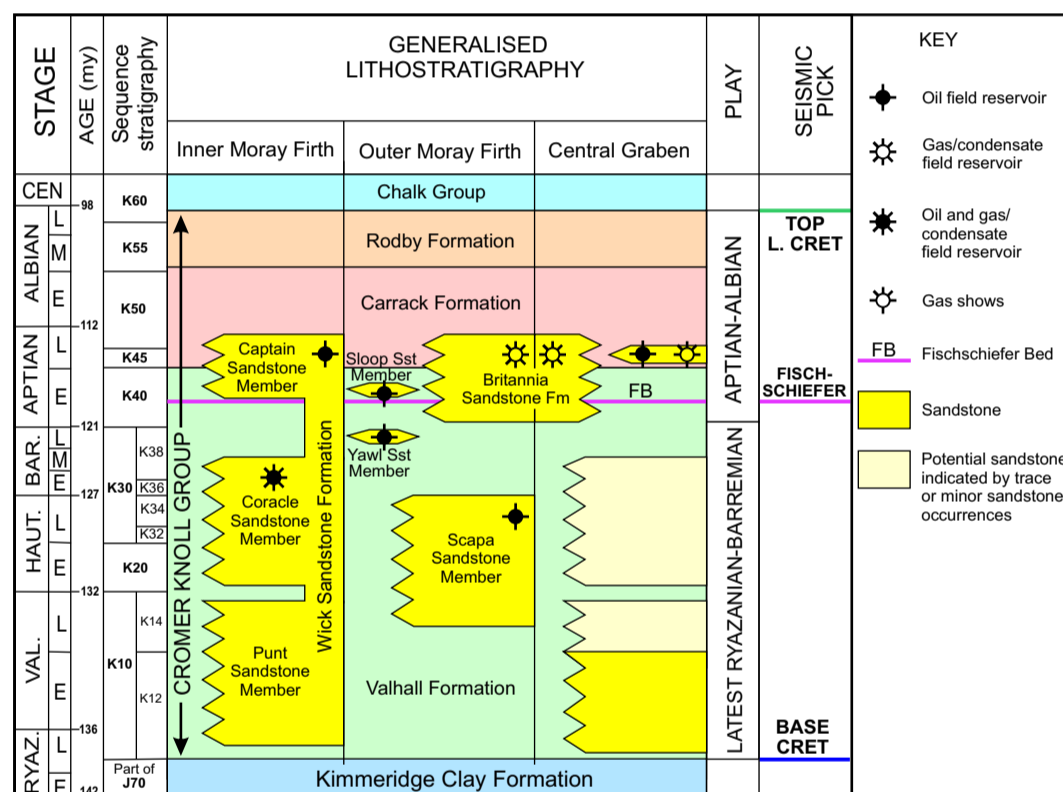 STAGE
AGE (my)
Sequence
stratigraphy
GENERALISED
LITHOSTRATIGRAPHY
Inner Moray Firth
Outer Moray Firth
Central Graben
PLAY
SEISMIC
PICK
KEY
Oil field reservoir
Gas/condensate
field reservoir
Oil and gas/
condensate
field reservoir
Gas shows
FB
Fischschiefer Bed
Sandstone
Potential sandstone
indicated by trace
or minor sandstone
occurrences
CEN
ALBIAN
L
M
E
APTIAN
L
E
BAR.
L
M
E
HAUT.
L
E
VAL.
L
E
RYAZ.
L
E
98
112
121
127
132
136
142
K60
K55
K50
K45
K40
K30
K38
K36
K34
K32
K20
K10
K14
K12
Part of
J70
CROMER KNOLL GROUP
Chalk Group
Rodby Formation
Carrack Formation
Captain
Sandstone
Member
Sloop Sst
Member
Britannia
Sandstone Fm
FB
Yawl Sst
Member
Wick Sandstone Formation
Coracle
Sandstone
Member
Scapa
Sandstone
Member
Punt
Sandstone
Member
Valhall Formation
Kimmeridge Clay Formation
APTIAN-ALBIAN
LATEST RYAZANIAN-BARREMIAN
TOP
L. CRET
FISCH-
SCHIEFER
BASE
CRET